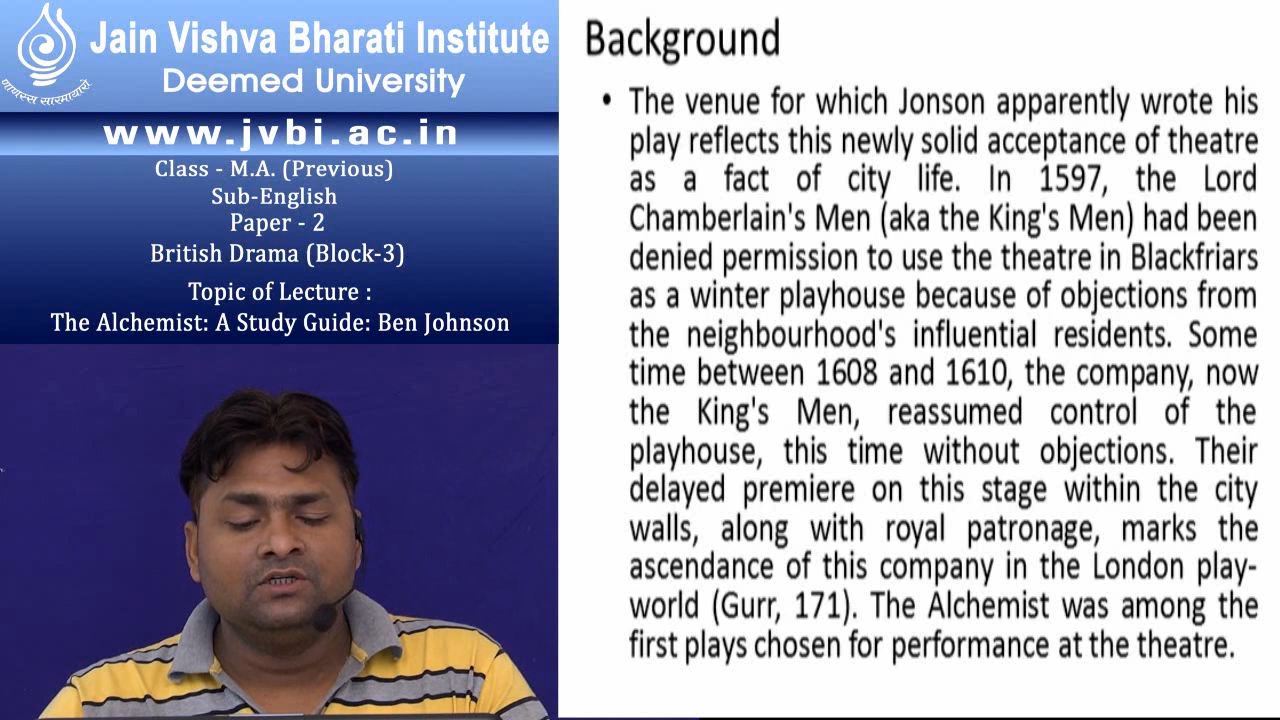 Jain Vishva Bharati Institute
Deemed University
णाणस्स सारमायारो
www.jvbi.ac.in
Class - M.A. (Previous)
Sub-English
Paper - 2
British Drama (Block-3)
Topic of Lecture :
The Alchemist: A Study Guide: Ben Johnson
Background
• The venue for which Jonson apparently wrote his
play reflects this newly solid acceptance of theatre
as a fact of city life. In 1597, the Lord
Chamberlain's Men (aka the King's Men) had been
denied permission to use the theatre in Blackfriars
as a winter playhouse because of objections from
the neighbourhood's influential residents. Some
time between 1608 and 1610, the company, now
the King's Men, reassumed control of the
playhouse, this time without objections. Their
delayed premiere on this stage within the city
walls, along with royal patronage, marks the
ascendance of this company in the London play-
world (Gurr, 171). The Alchemist was among the
first plays chosen for performance at the theatre.